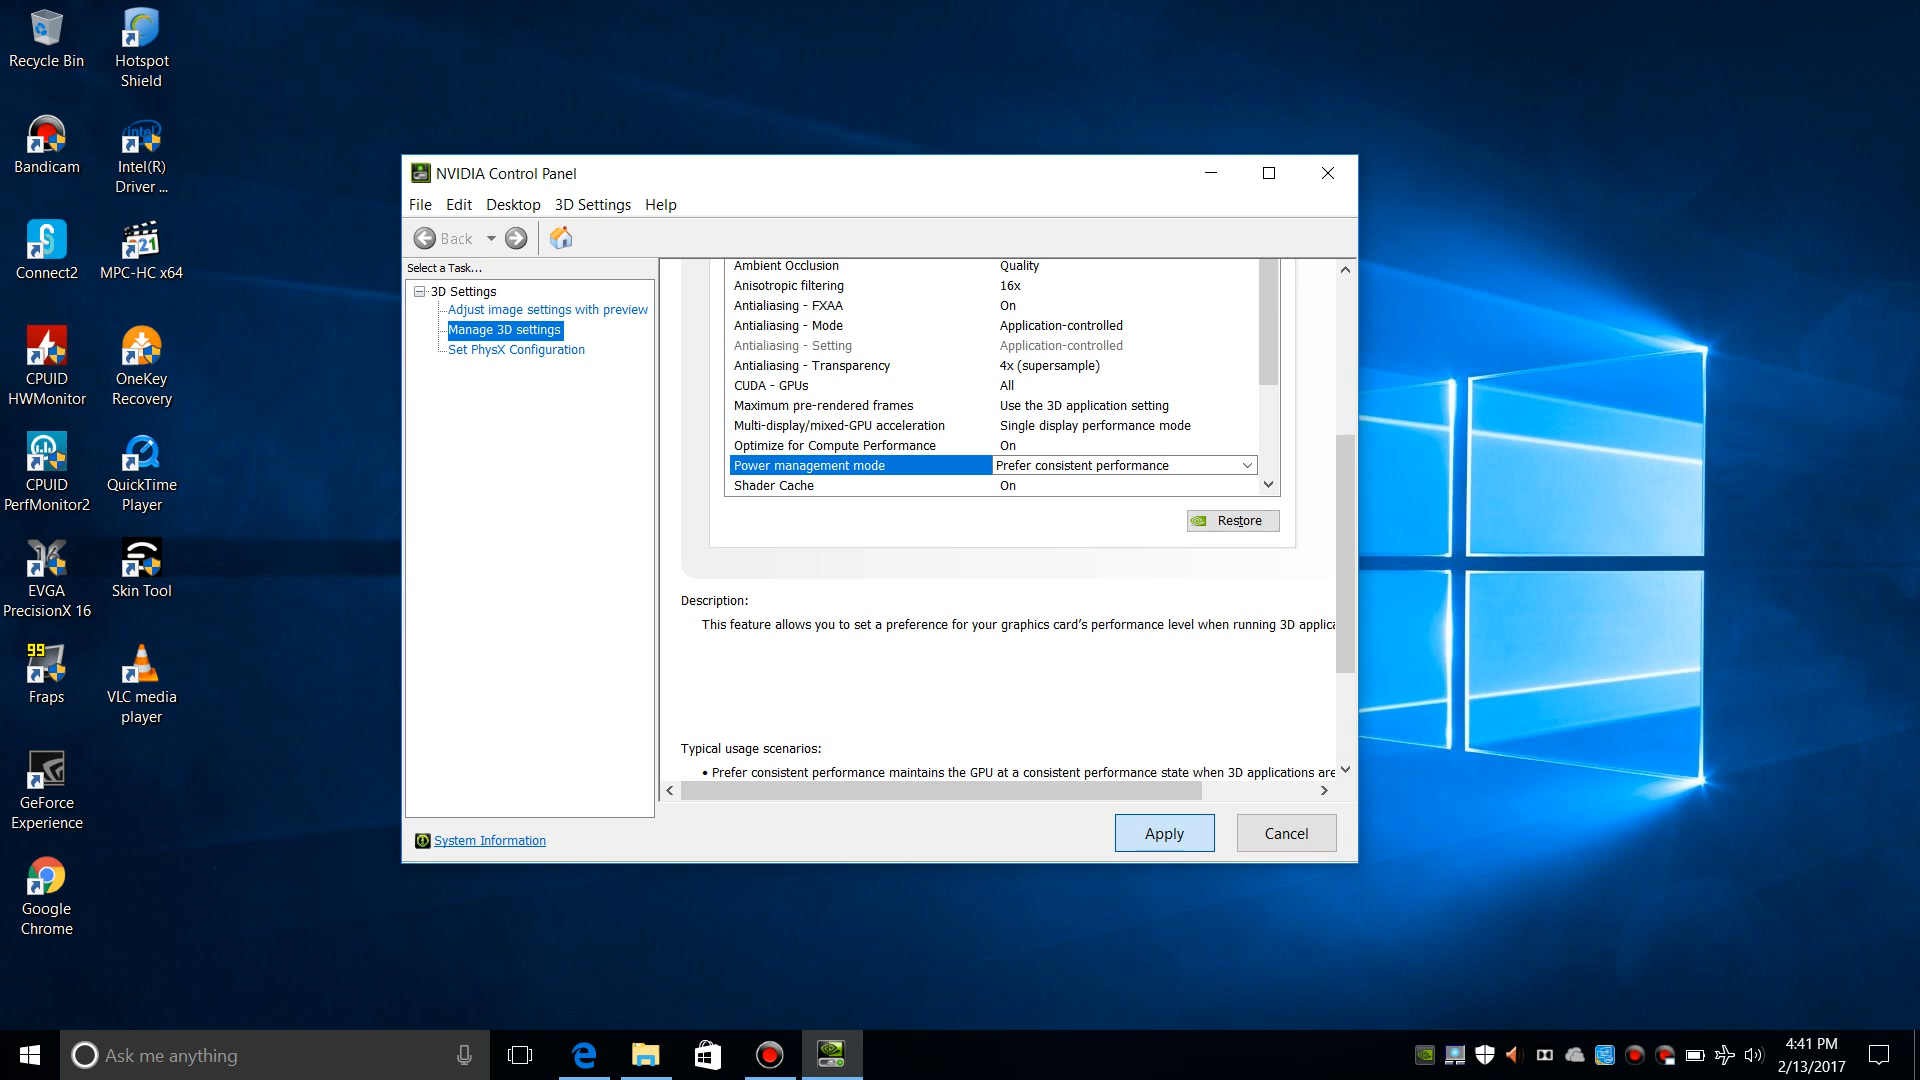 Recycle Bin
Hotspot
Shield
Bandicam
Intel(R)
Driver ...
Connect2
MPC-HC x64
CPUID
HWMonitor
OneKey
Recovery
CPUID
PerfMonitor2
QuickTime
Player
EVGA
PrecisionX 16
Skin Tool
99
Fraps
VLC media
player
GeForce
Experience
Google
Chrome
NVIDIA Control Panel
File Edit Desktop 3D Settings Help
Back
Select a Task...
3D Settings
Adjust image settings with preview
Manage 3D settings
Set PhysX Configuration
System Information
Ambient Occlusion Quality
Anisotropic filtering 16x
Antialiasing - FXAA On
Antialiasing - Mode Application-controlled
Antialiasing - Setting Application-controlled
Antialiasing - Transparency 4x (supersample)
CUDA - GPUs All
Maximum pre-rendered frames Use the 3D application setting
Multi-display/mixed-GPU acceleration Single display performance mode
Optimize for Compute Performance On
Power management mode Prefer consistent performance
Shader Cache On
Restore
Description:
This feature allows you to set a preference for your graphics card's performance level when running 3D applica
Typical usage scenarios:
• Prefer consistent performance maintains the GPU at a consistent performance state when 3D applications are
Apply Cancel
Ask me anything
4:41 PM
2/13/2017